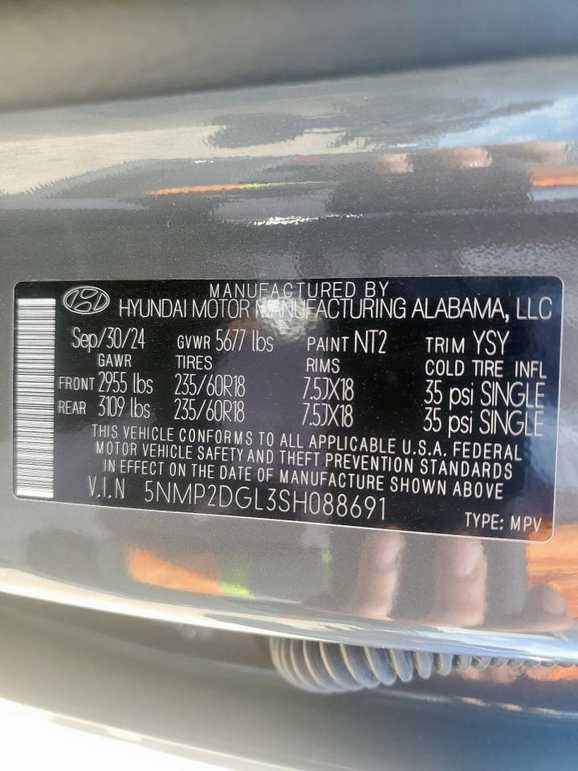 MANUFACTURED BY
HYUNDAI MOTOR MANUFACTURING ALABAMA, LLC
Sep/30/24 GVWR 5677 lbs PAINT NT2 TRIM YSY
GAWR TIRES RIMS COLD TIRE INFL
FRONT 2955 lbs 235/60R18 7.5JX18 35 psi SINGLE
REAR 3109 lbs 235/60R18 7.5JX18 35 psi SINGLE
THIS VEHICLE CONFORMS TO ALL APPLICABLE U.S.A. FEDERAL
MOTOR VEHICLE SAFETY AND THEFT PREVENTION STANDARDS
IN EFFECT ON THE DATE OF MANUFACTURE SHOWN ABOVE
V.I.N 5NMP2DGL3SH088691
TYPE: MPV